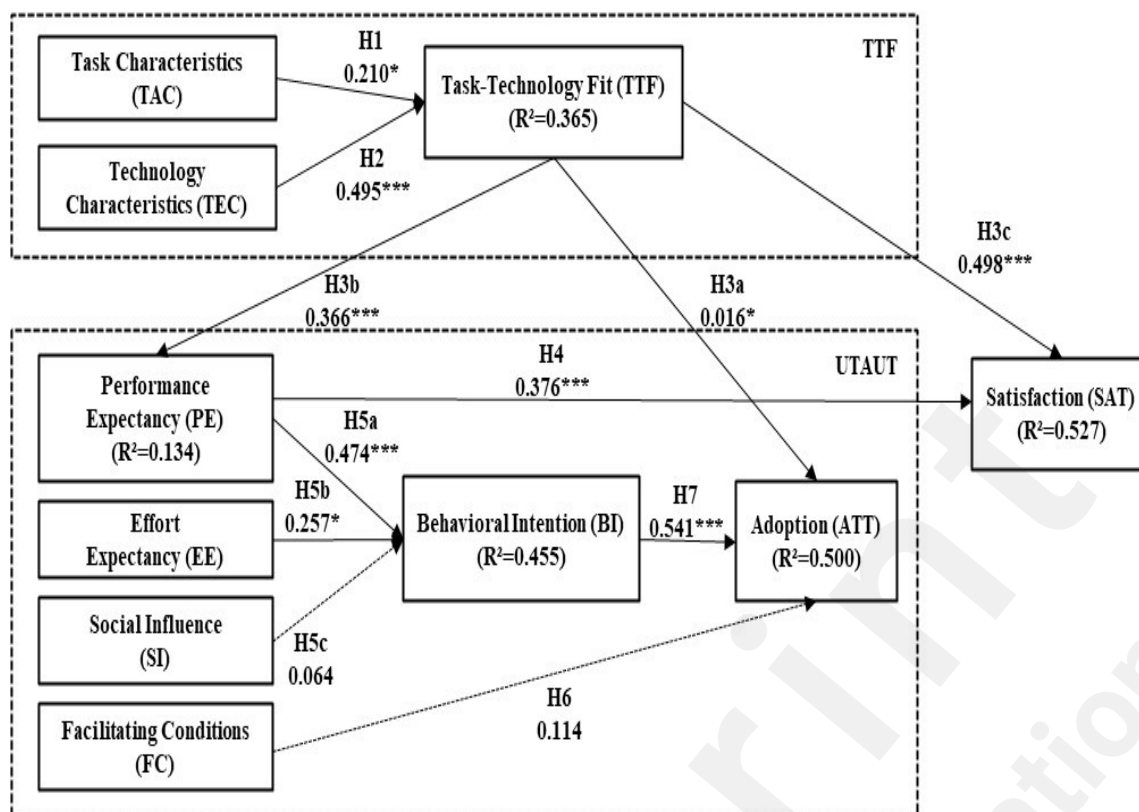 TTF
Task Characteristics
(TAC)
H1
0.210*
Task-Technology Fit (TTF)
(R²=0.365)
Technology
Characteristics (TEC)
H2
0.495***
H3b
0.366***
H3a
0.016*
H3c
0.498***
UTAUT
Performance
Expectancy (PE)
(R²=0.134)
H4
0.376***
Satisfaction (SAT)
(R²=0.527)
H5a
0.474***
Effort
Expectancy (EE)
H5b
0.257*
Behavioral Intention (BI)
(R²=0.455)
H7
0.541***
Adoption (ATT)
(R²=0.500)
Social Influence
(SI)
H5c
0.064
Facilitating Conditions
(FC)
H6
0.114